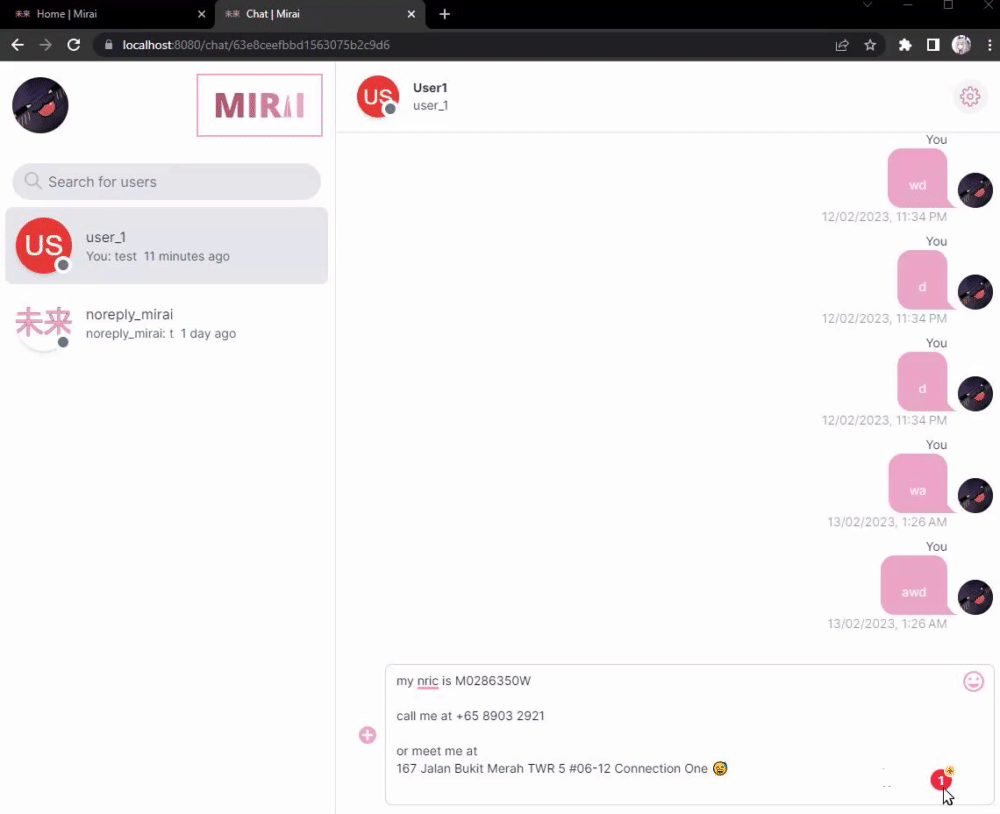 未来 Home | Mirai
未来 Chat | Mirai
localhost:8080/chat/63e8ceefbbd1563075b2c9d6
MIRAI
Search for users
US
user_1
You: test 11 minutes ago
未来
noreply_mirai
noreply_mirai: t 1 day ago
US
User1
user_1
You
wd
12/02/2023, 11:34 PM
You
d
12/02/2023, 11:34 PM
You
d
12/02/2023, 11:34 PM
You
wa
13/02/2023, 1:26 AM
You
awd
13/02/2023, 1:26 AM
my nric is M0286350W
call me at +65 8903 2921
or meet me at
167 Jalan Bukit Merah TWR 5 #06-12 Connection One 😅
1